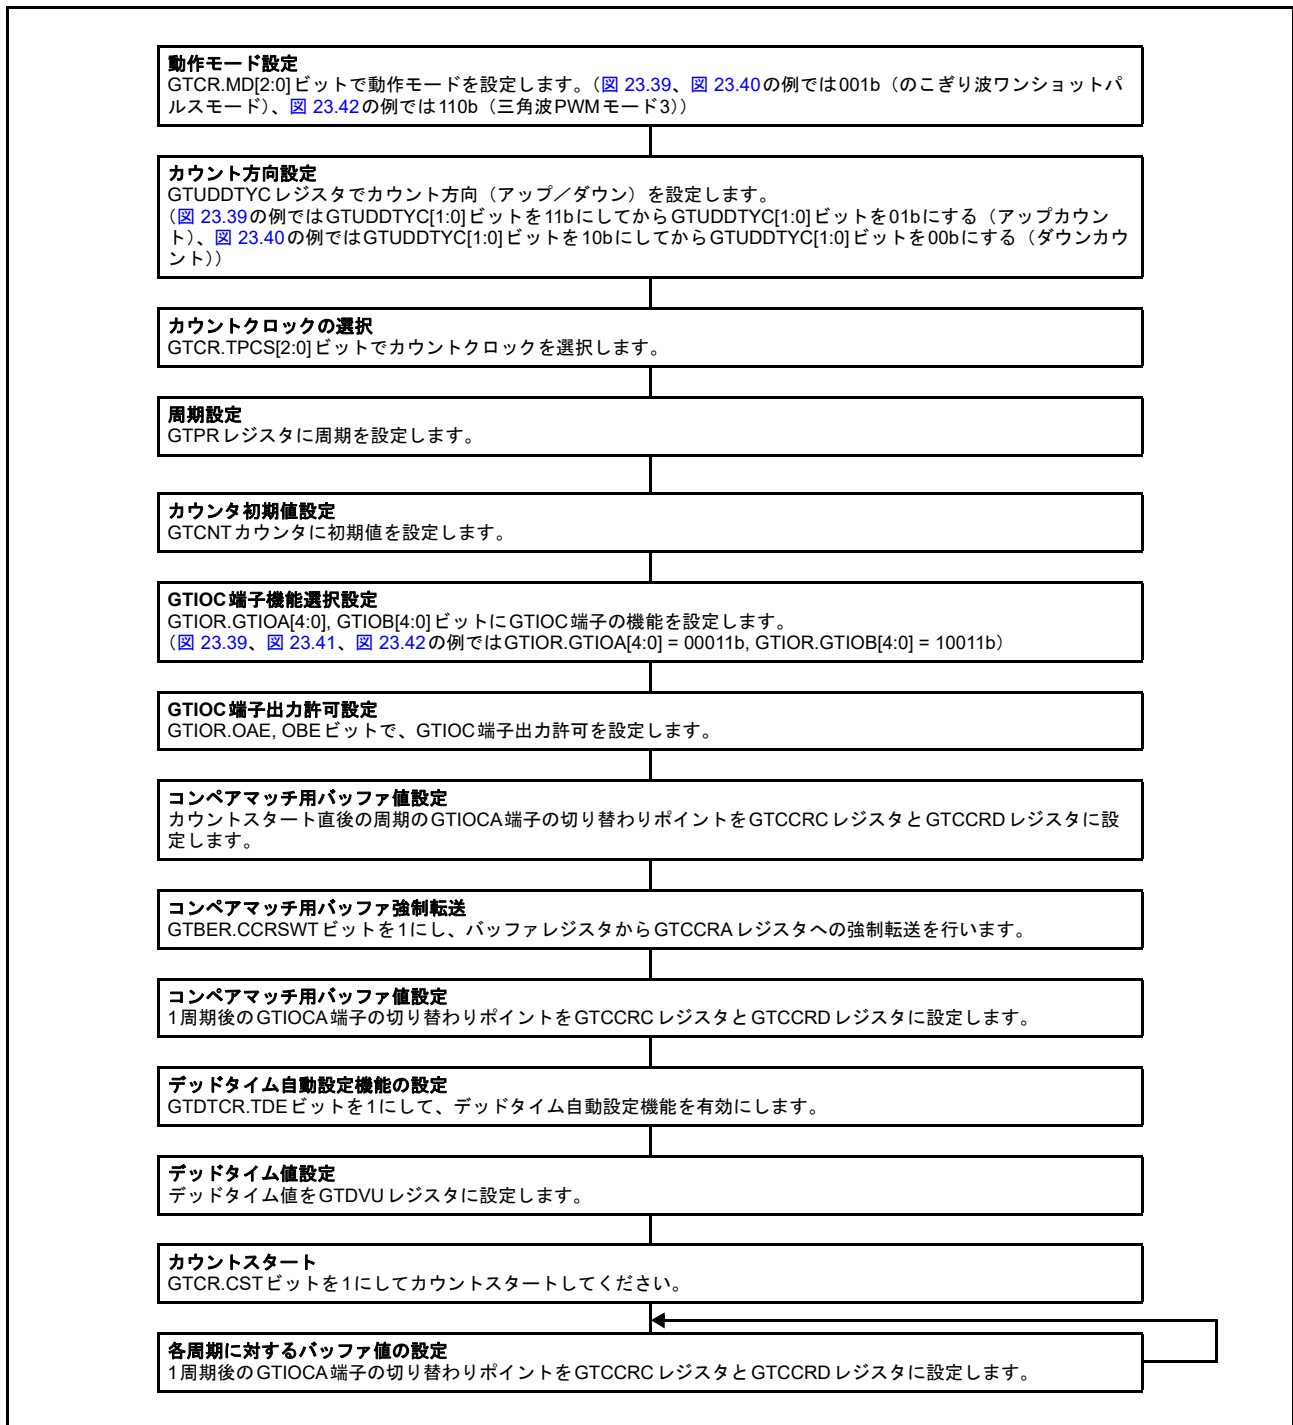 動作モード設定
GTCR.MD[2:0]ビットで動作モードを設定します。（図 23.39、図 23.40の例では001b（のこぎり波ワンショットパ
ルスモード）、図 23.42の例では110b（三角波PWMモード3））
カウント方向設定
GTUDDTYCレジスタでカウント方向（アップ／ダウン）を設定します。
（図 23.39の例ではGTUDDTYC[1:0]ビットを11bにしてからGTUDDTYC[1:0]ビットを01bにする（アップカウン
ト）、図 23.40の例ではGTUDDTYC[1:0]ビットを10bにしてからGTUDDTYC[1:0]ビットを00bにする（ダウンカウ
ント））
カウントクロックの選択
GTCR.TPCS[2:0]ビットでカウントクロックを選択します。
周期設定
GTPRレジスタに周期を設定します。
カウンタ初期値設定
GTCNTカウンタに初期値を設定します。
GTIOC端子機能選択設定
GTIOR.GTIOA[4:0], GTIOB[4:0]ビットにGTIOC端子の機能を設定します。
（図 23.39、図 23.41、図 23.42の例ではGTIOR.GTIOA[4:0] = 00011b, GTIOR.GTIOB[4:0] = 10011b）
GTIOC端子出力許可設定
GTIOR.OAE, OBEビットで、GTIOC端子出力許可を設定します。
コンペアマッチ用バッファ値設定
カウントスタート直後の周期のGTIOCA端子の切り替わりポイントをGTCCRCレジスタとGTCCRDレジスタに設
定します。
コンペアマッチ用バッファ強制転送
GTBER.CCRSWTビットを1にし、バッファレジスタからGTCCRAレジスタへの強制転送を行います。
コンペアマッチ用バッファ値設定
1周期後のGTIOCA端子の切り替わりポイントをGTCCRCレジスタとGTCCRDレジスタに設定します。
デッドタイム自動設定機能の設定
GTDTCR.TDEビットを1にして、デッドタイム自動設定機能を有効にします。
デッドタイム値設定
デッドタイム値をGTDVUレジスタに設定します。
カウントスタート
GTCR.CSTビットを1にしてカウントスタートしてください。
各周期に対するバッファ値の設定
1周期後のGTIOCA端子の切り替わりポイントをGTCCRCレジスタとGTCCRDレジスタに設定します。